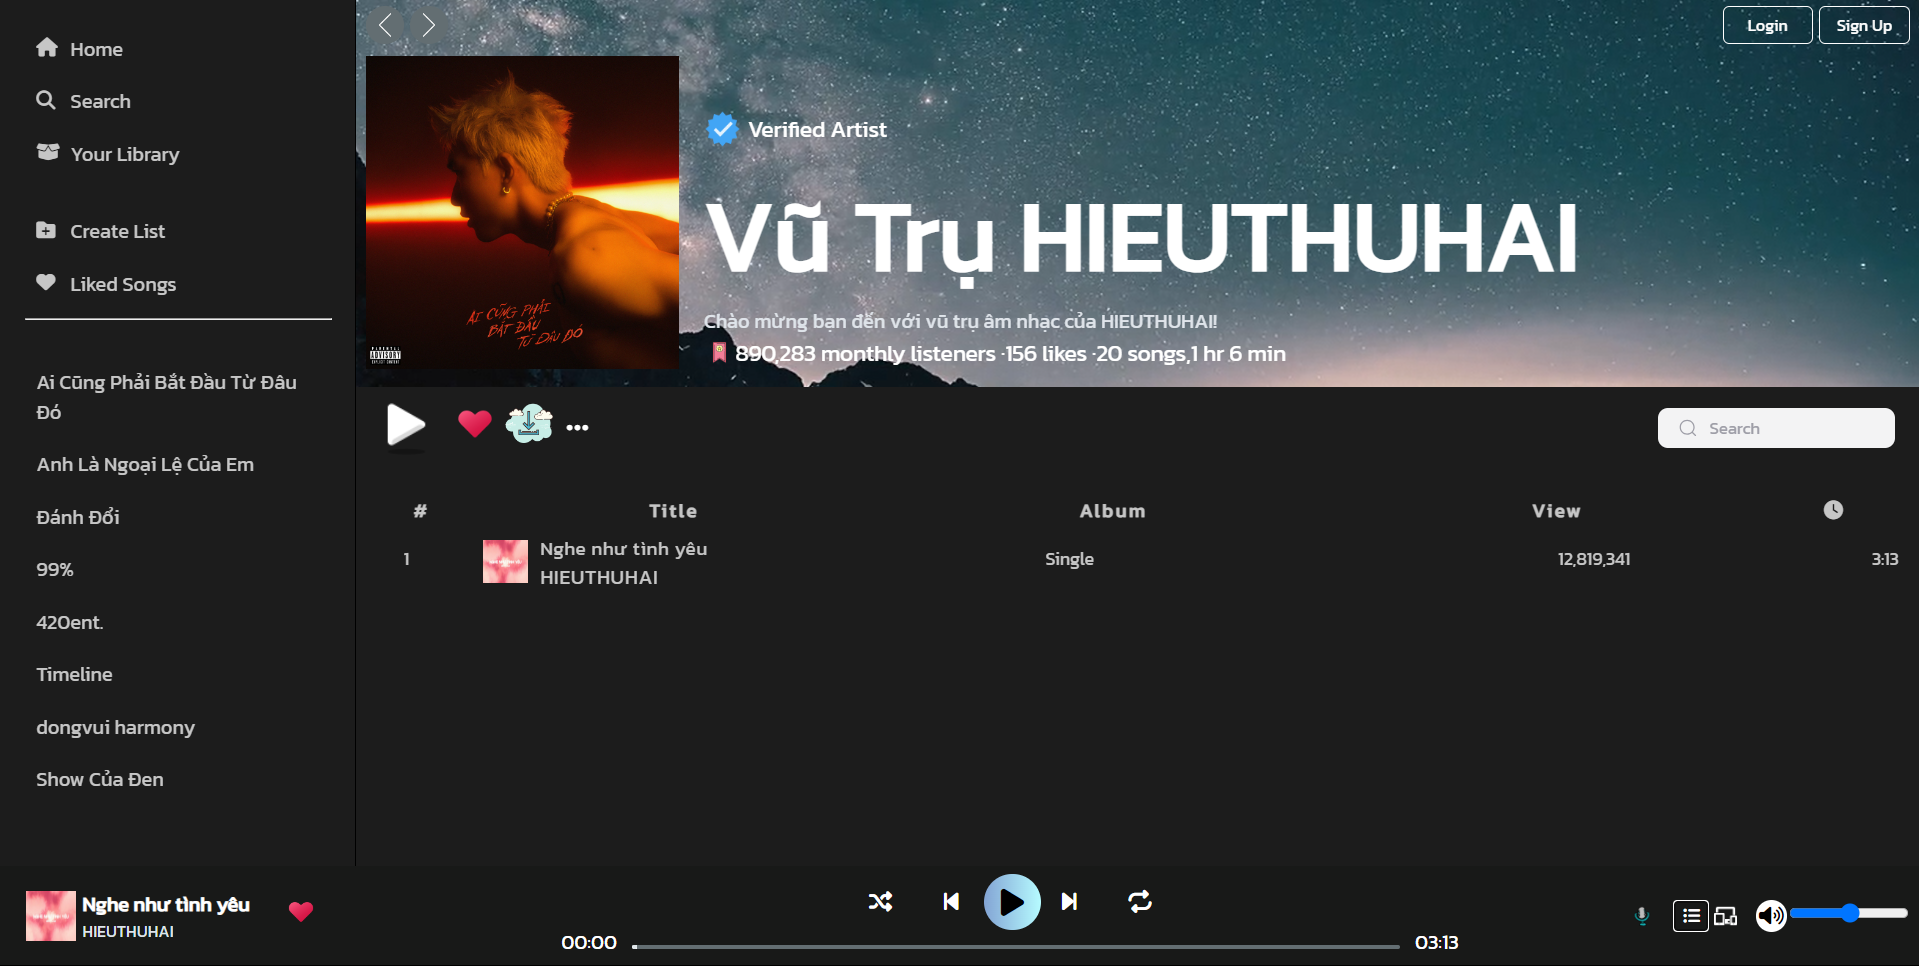 Home
Search
Your Library
Create List
Liked Songs
Ai Cũng Phải Bắt Đầu Từ Đâu
Đó
Anh Là Ngoại Lệ Của Em
Đánh Đổi
99%
420ent.
Timeline
dongvui harmony
Show Của Đen
Login
Sign Up
AI CŨNG PHẢI
BẮT ĐẦU
TỪ ĐÂU ĐÓ
PARENTAL
ADVISORY
EXPLICIT CONTENT
Verified Artist
Vũ Trụ HIEUTHUHAI
Chào mừng bạn đến với vũ trụ âm nhạc của HIEUTHUHAI!
890,283 monthly listeners ·156 likes ·20 songs,1 hr 6 min
Search
# Title Album View
1 Nghe như tình yêu Single 12,819,341 3:13
HIEUTHUHAI
Nghe như tình yêu
HIEUTHUHAI
00:00 03:13